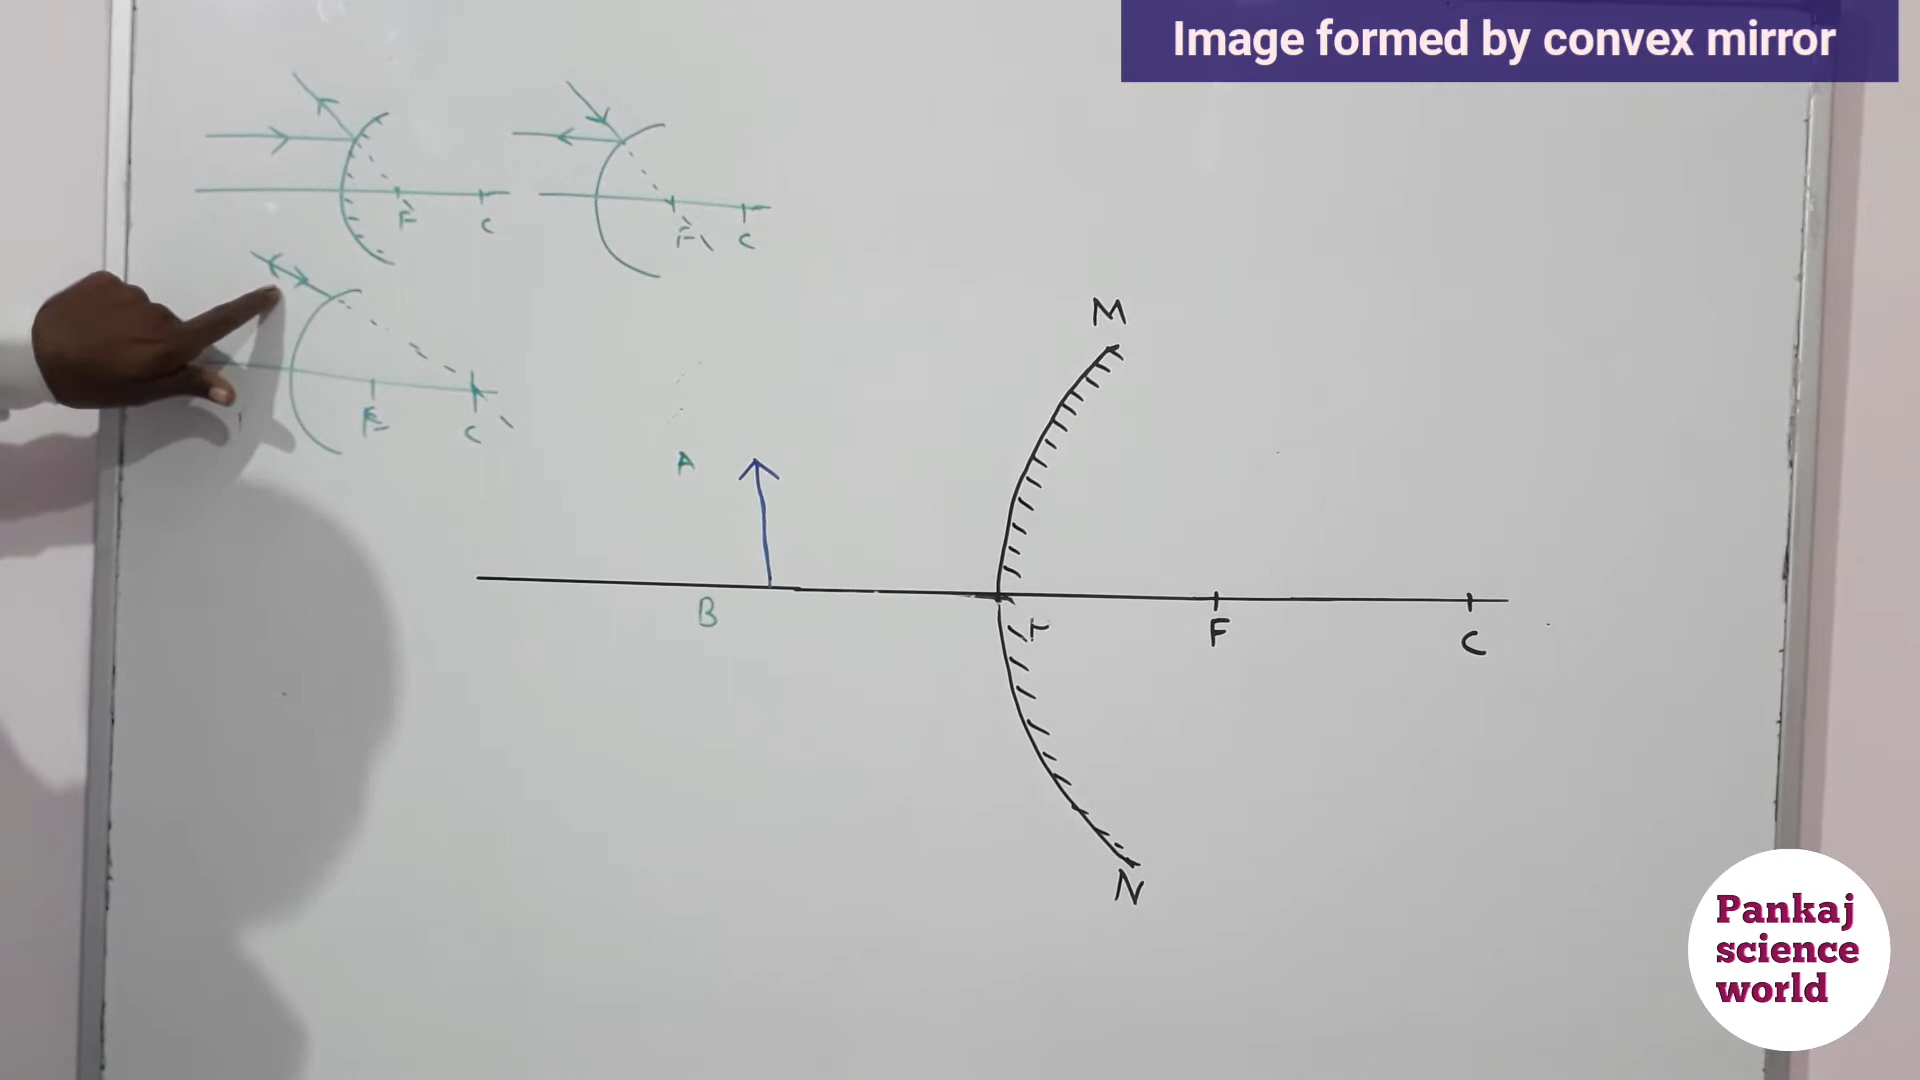 Image formed by convex mirror
F C
F C
F C
M
A
B
F
C
N
Pankaj
science
world